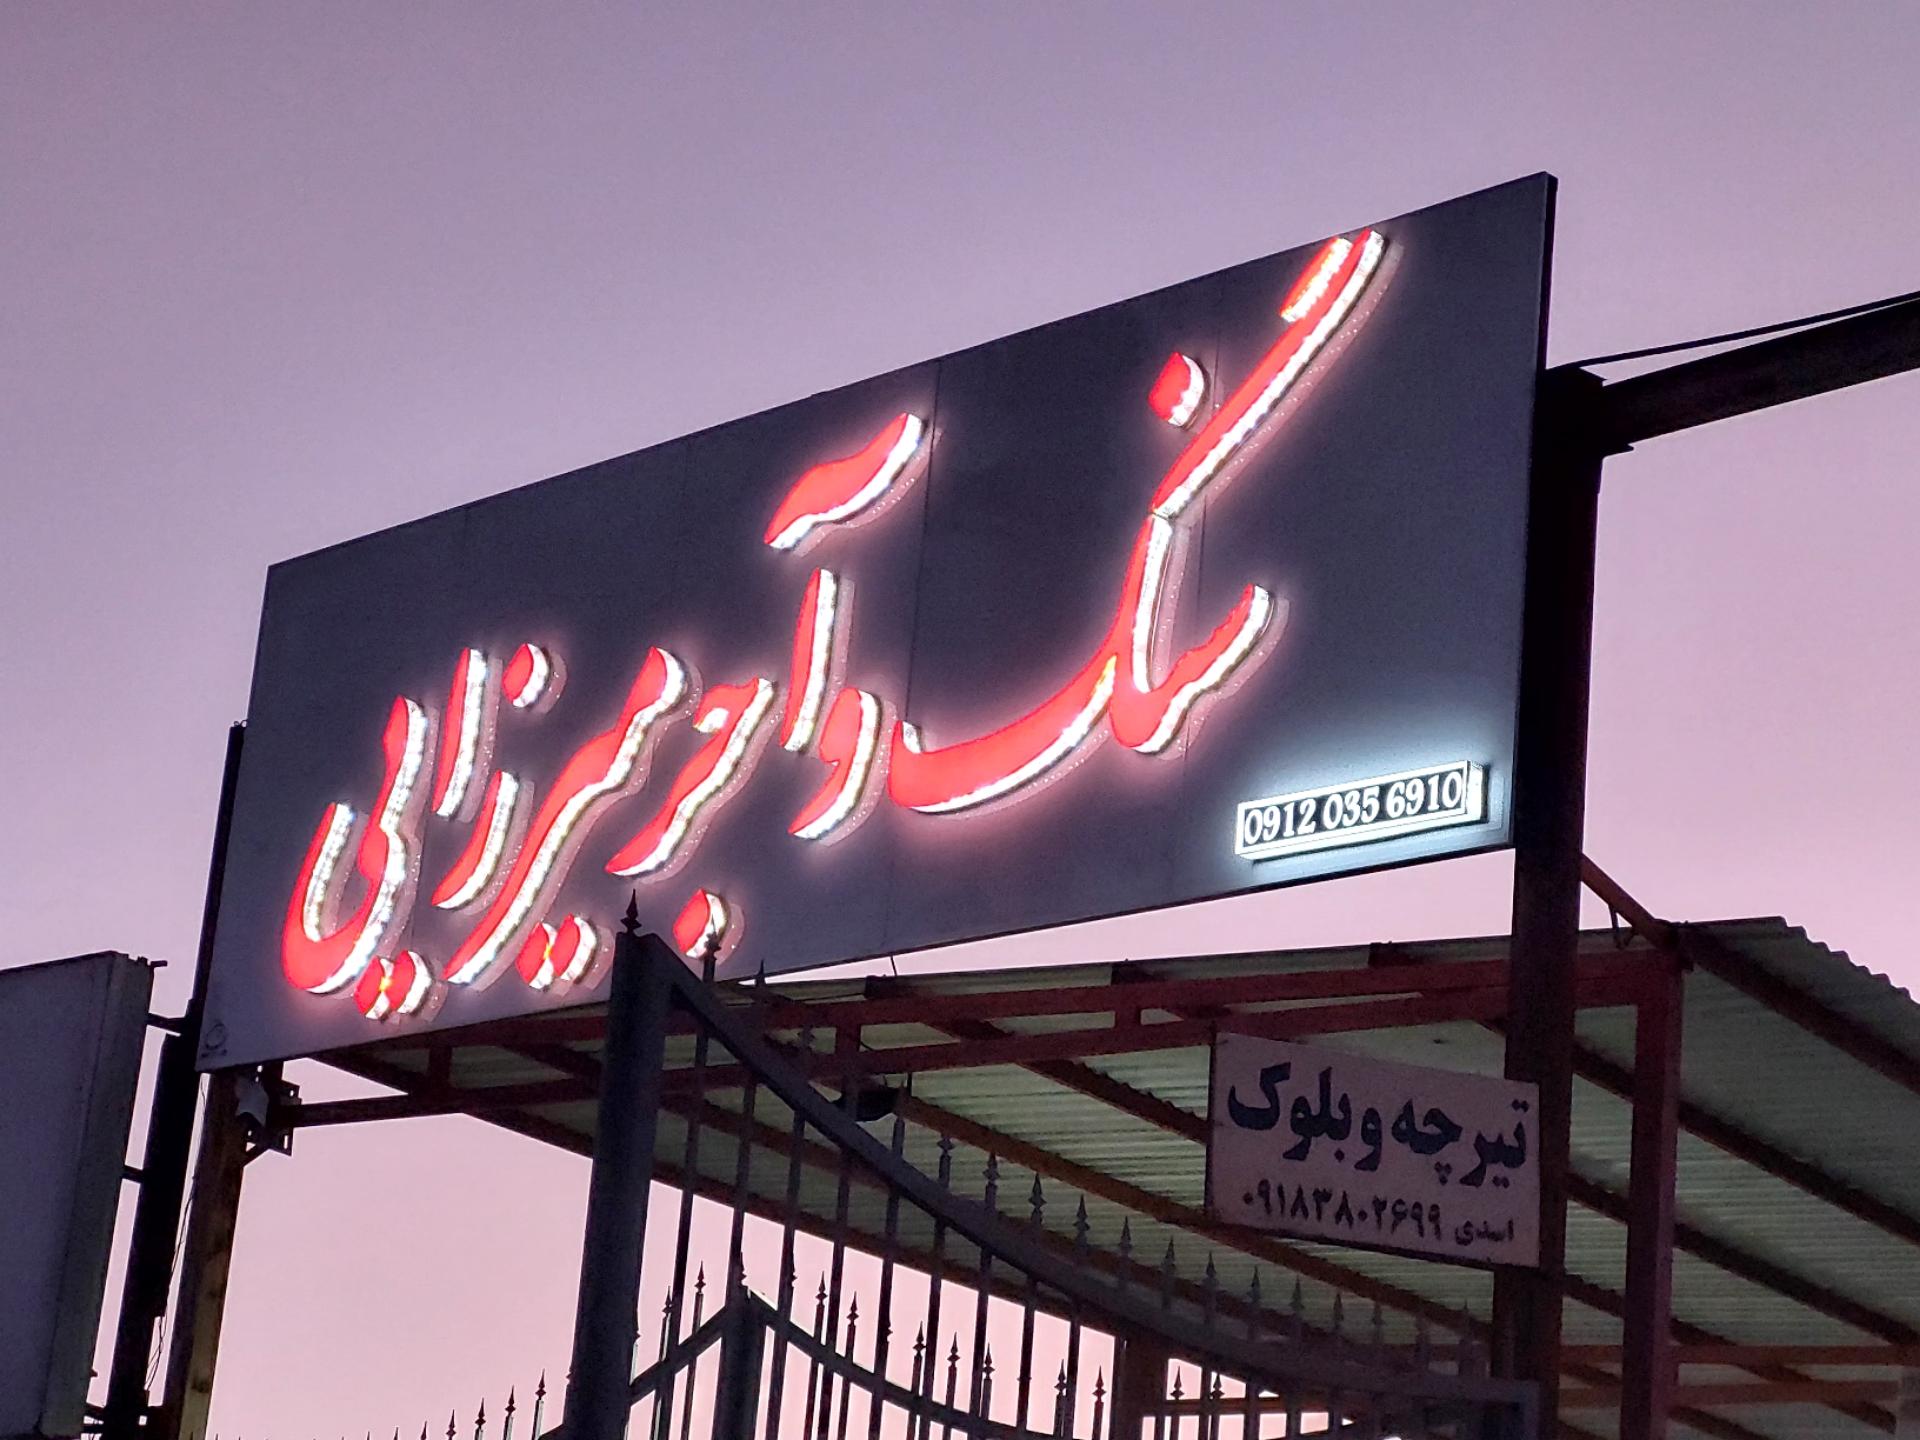 سنگ و آجر میرزایی
0912 035 6910
تیرچه و بلوک
۰۹۱۸۳۸۰۲۶۹۹ اسدی